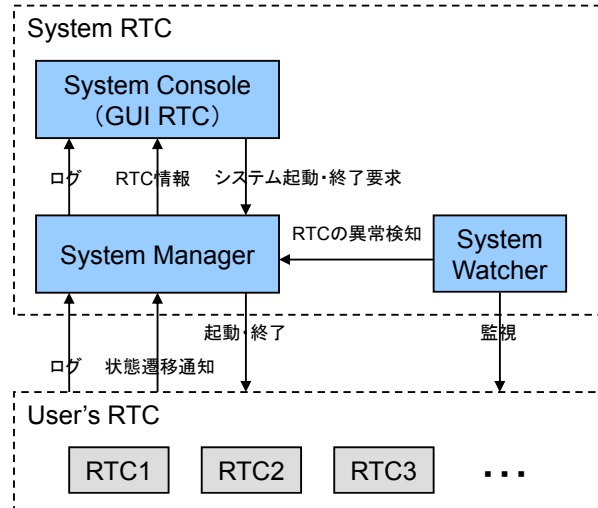 System RTC
System Console
（GUI RTC）
ログ
RTC情報
システム起動・終了要求
System Manager
RTCの異常検知
System
Watcher
起動・終了
監視
ログ
状態遷移通知
User's RTC
RTC1
RTC2
RTC3
・・・